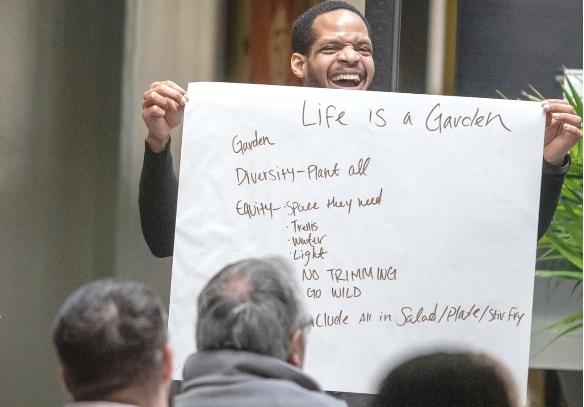 Life is a Garden
Garden
Diversity-Plant all
Equity-·Space they need
·Trellis
·Water
·Light
NO TRIMMING
GO WILD
clude All in Salad/Plate/Stir Fry